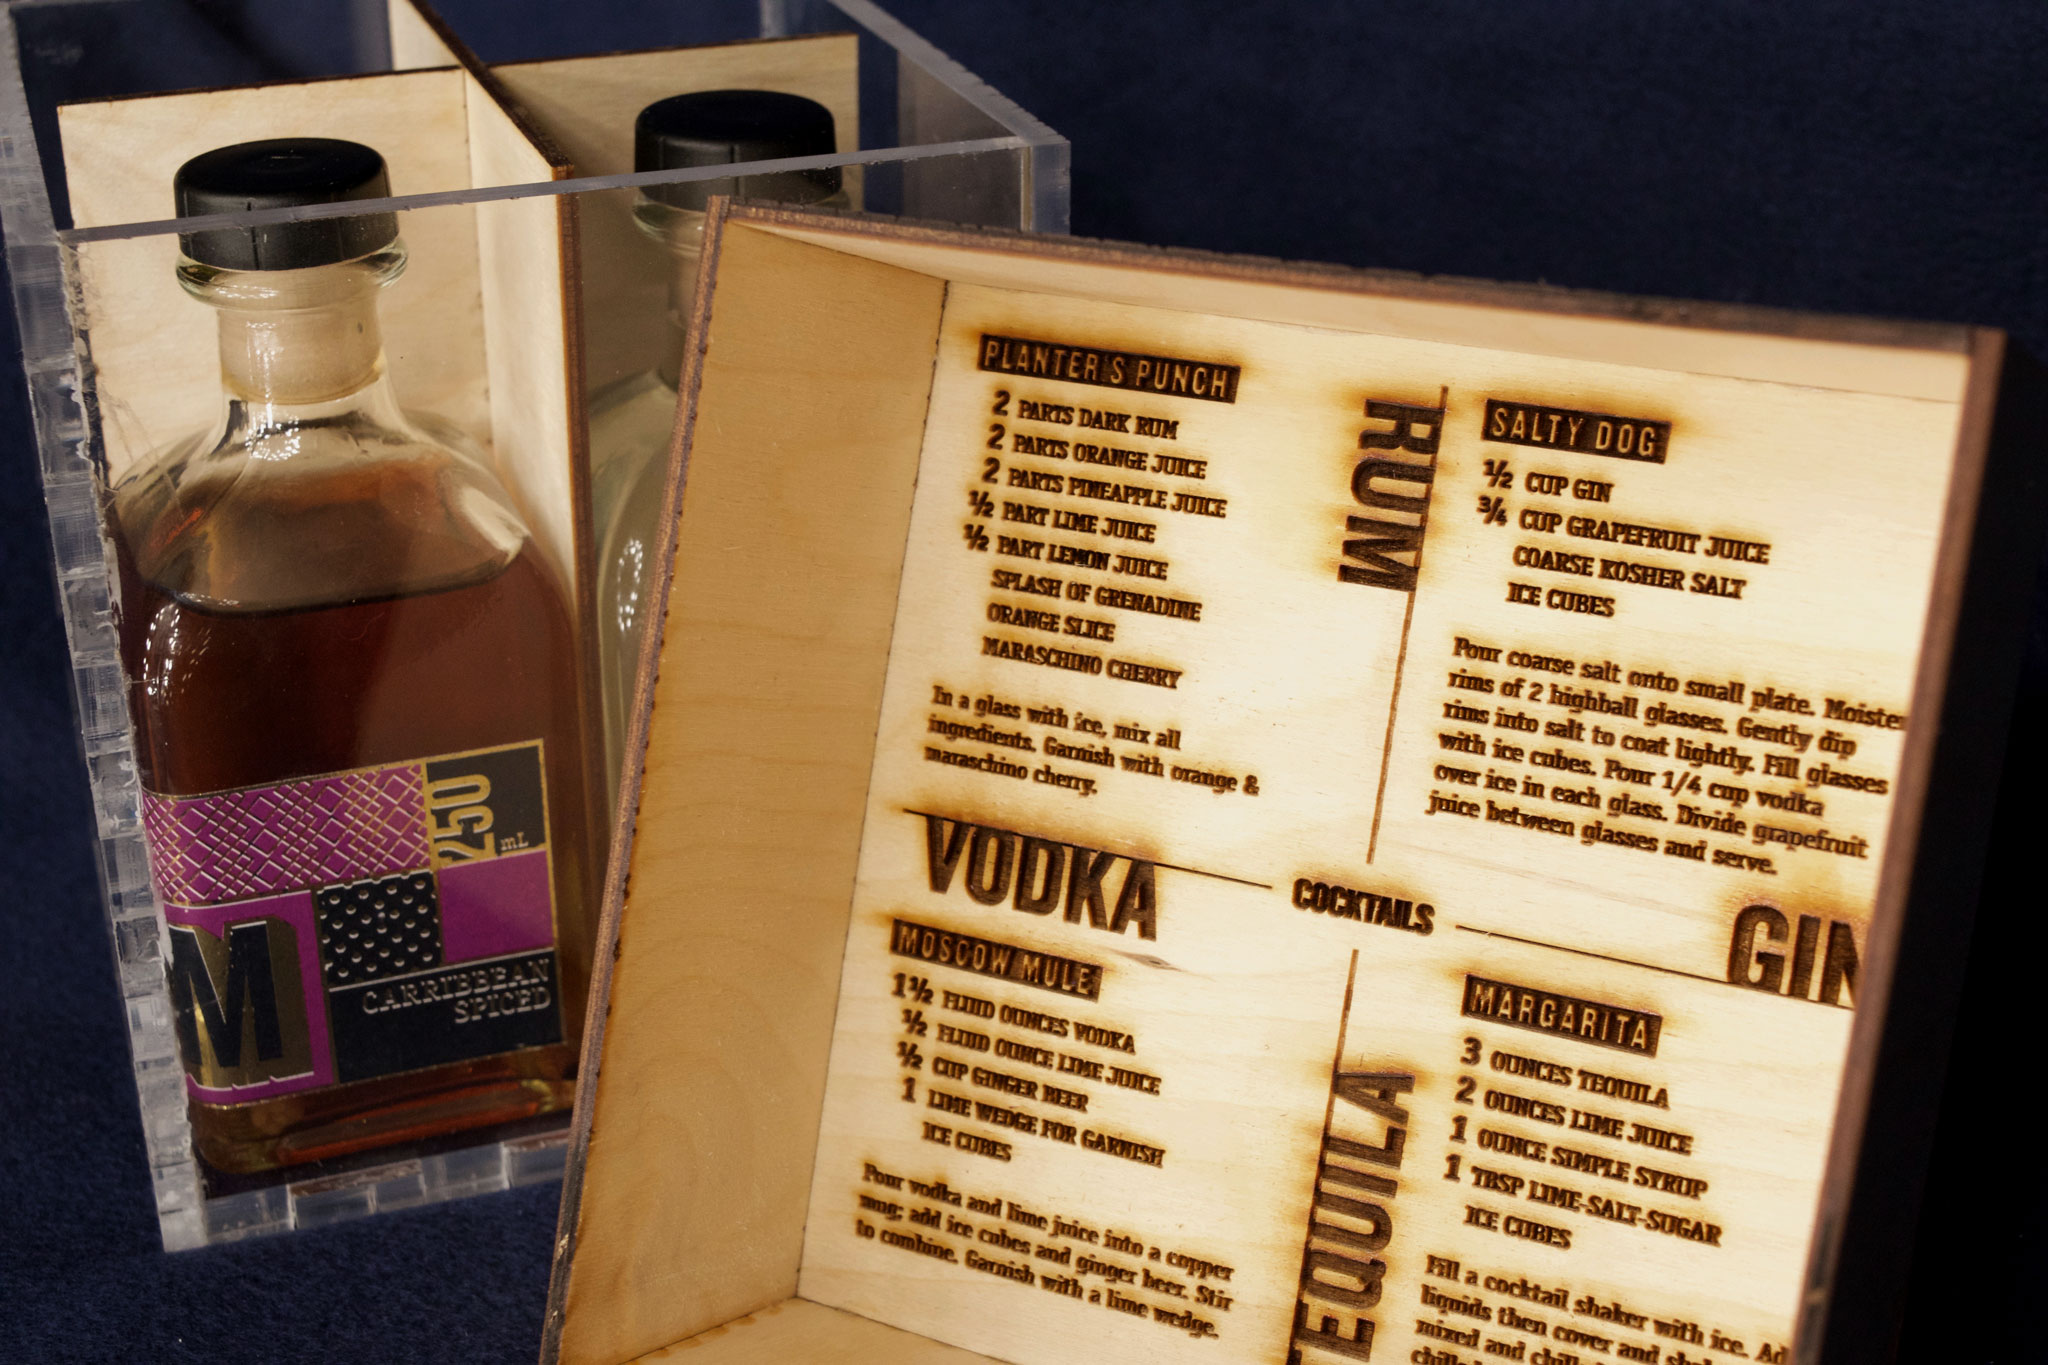 250
mL
M
CARRIBBEAN
SPICED
PLANTER'S PUNCH
2 PARTS DARK RUM
2 PARTS ORANGE JUICE
2 PARTS PINEAPPLE JUICE
½ PART LIME JUICE
½ PART LEMON JUICE
SPLASH OF GRENADINE
ORANGE SLICE
MARASCHINO CHERRY
In a glass with ice, mix all
ingredients. Garnish with orange &
maraschino cherry.
RUM
SALTY DOG
½ CUP GIN
¾ CUP GRAPEFRUIT JUICE
COARSE KOSHER SALT
ICE CUBES
Pour coarse salt onto small plate. Moisten
rims of 2 highball glasses. Gently dip
rims into salt to coat lightly. Fill glasses
with ice cubes. Pour 1/4 cup vodka
over ice in each glass. Divide grapefruit
juice between glasses and serve.
VODKA
COCKTAILS
GIN
MOSCOW MULE
1½ FLUID OUNCES VODKA
½ FLUID OUNCE LIME JUICE
½ CUP GINGER BEER
1 LIME WEDGE FOR GARNISH
ICE CUBES
Pour vodka and lime juice into a copper
mug; add ice cubes and ginger beer. Stir
to combine. Garnish with a lime wedge.
TEQUILA
MARGARITA
3 OUNCES TEQUILA
2 OUNCES LIME JUICE
1 OUNCE SIMPLE SYRUP
1 TBSP LIME-SALT-SUGAR
ICE CUBES
Fill a cocktail shaker with ice. Ad
liquids then cover and
mixed and